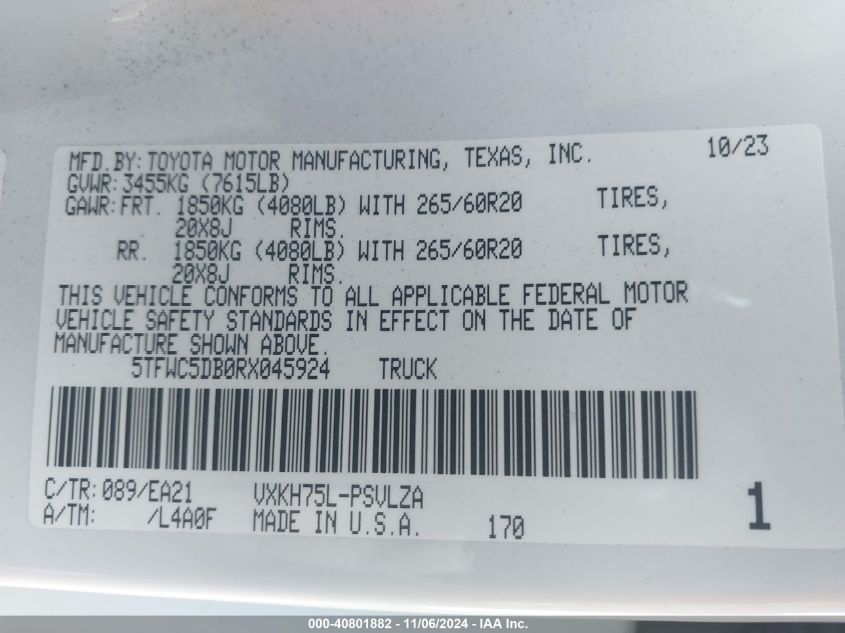 MFD. BY: TOYOTA MOTOR MANUFACTURING, TEXAS, INC. 10/23
GVWR: 3455KG (7615LB)
GAWR: FRT. 1850KG (4080LB) WITH 265/60R20 TIRES,
20X8J RIMS.
RR. 1850KG (4080LB) WITH 265/60R20 TIRES,
20X8J RIMS.
THIS VEHICLE CONFORMS TO ALL APPLICABLE FEDERAL MOTOR
VEHICLE SAFETY STANDARDS IN EFFECT ON THE DATE OF
MANUFACTURE SHOWN ABOVE.
5TFWC5DB0RX045924 TRUCK
C/TR: 089/EA21 VXKH75L-PSVLZA
A/TM: /L4A0F MADE IN U.S.A. 170 1
000-40801882 - 11/06/2024 - IAA Inc.